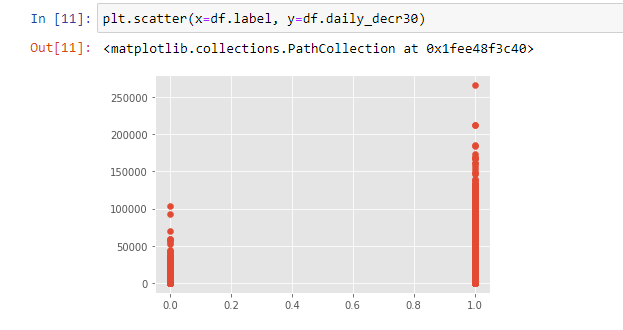 In [11]: plt.scatter(x=df.label, y=df.daily_decr30)
Out[11]: <matplotlib.collections.PathCollection at 0x1fee48f3c40>
250000
200000
150000
100000
50000
0
0.0 0.2 0.4 0.6 0.8 1.0